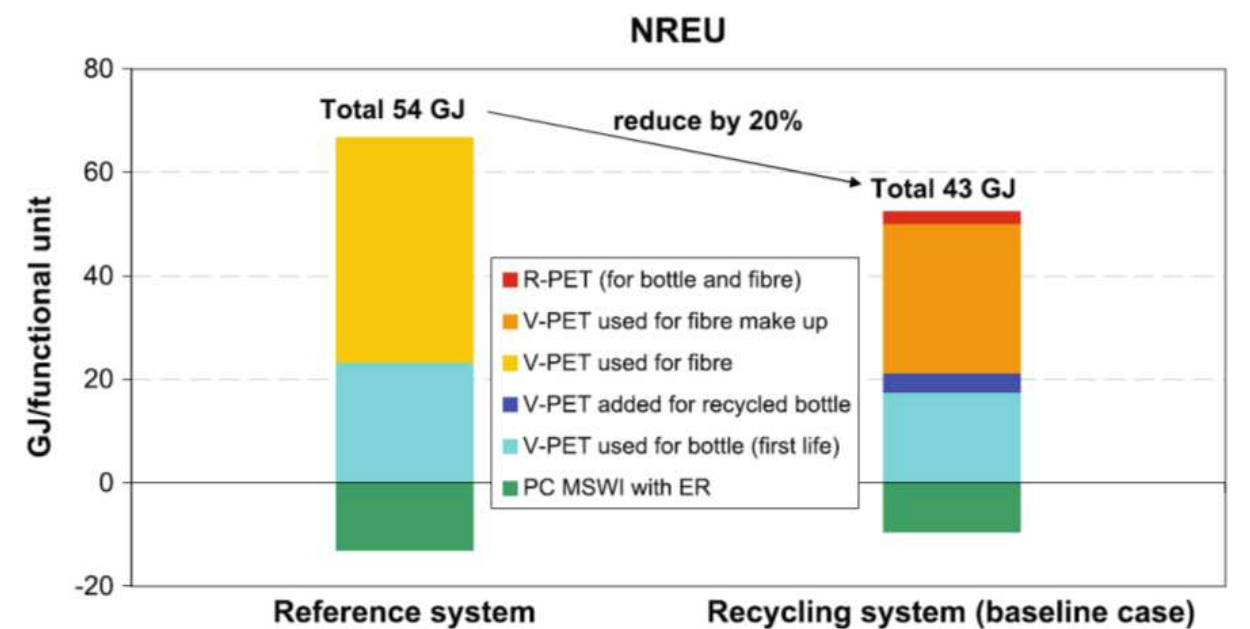 NREU
80
60
40
20
0
-20
GJ/functional unit
Total 54 GJ
reduce by 20%
Total 43 GJ
R-PET (for bottle and fibre)
V-PET used for fibre make up
V-PET used for fibre
V-PET added for recycled bottle
V-PET used for bottle (first life)
PC MSWI with ER
Reference system
Recycling system (baseline case)